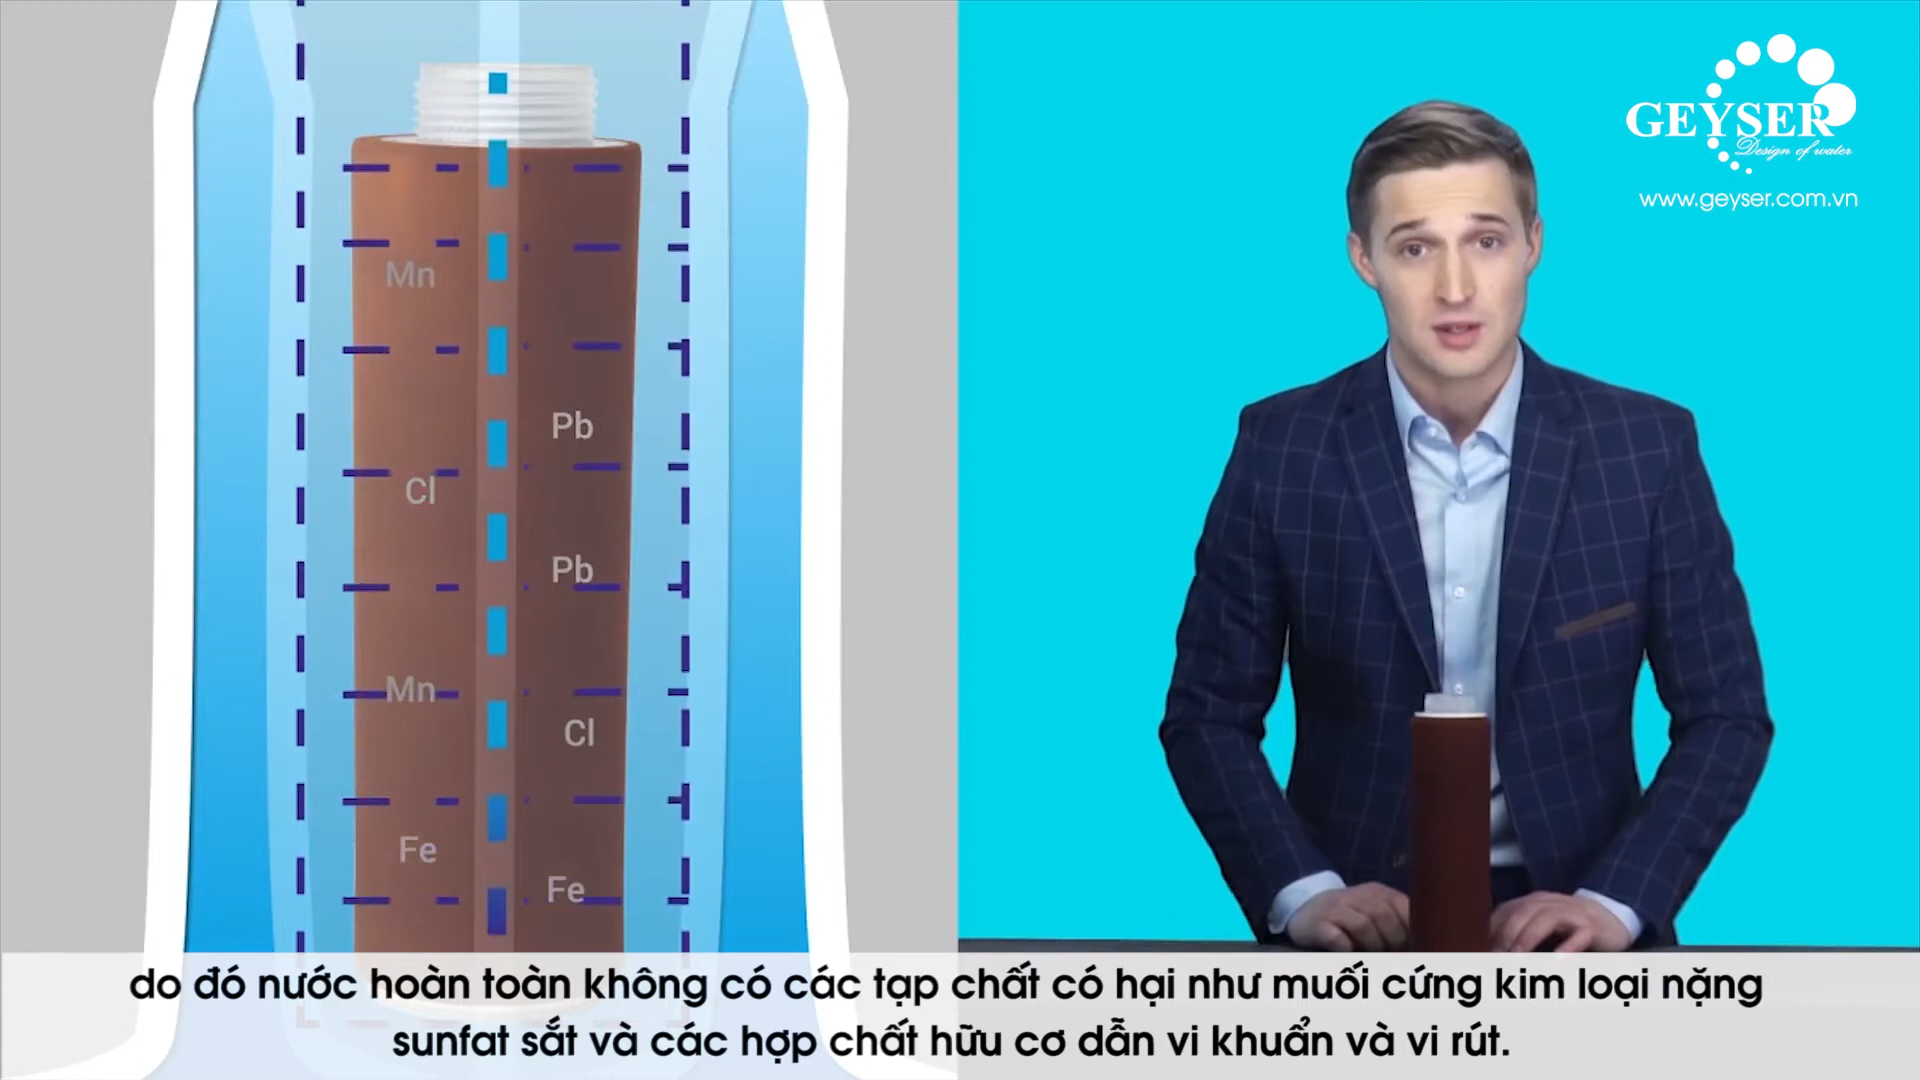 GEYSER
Design of water
www.geyser.com.vn
Mn
Pb
Cl
Pb
Mn
Cl
Fe
Fe
do đó nước hoàn toàn không có các tạp chất có hại như muối cứng kim loại nặng
sunfat sắt và các hợp chất hữu cơ dẫn vi khuẩn và vi rút.